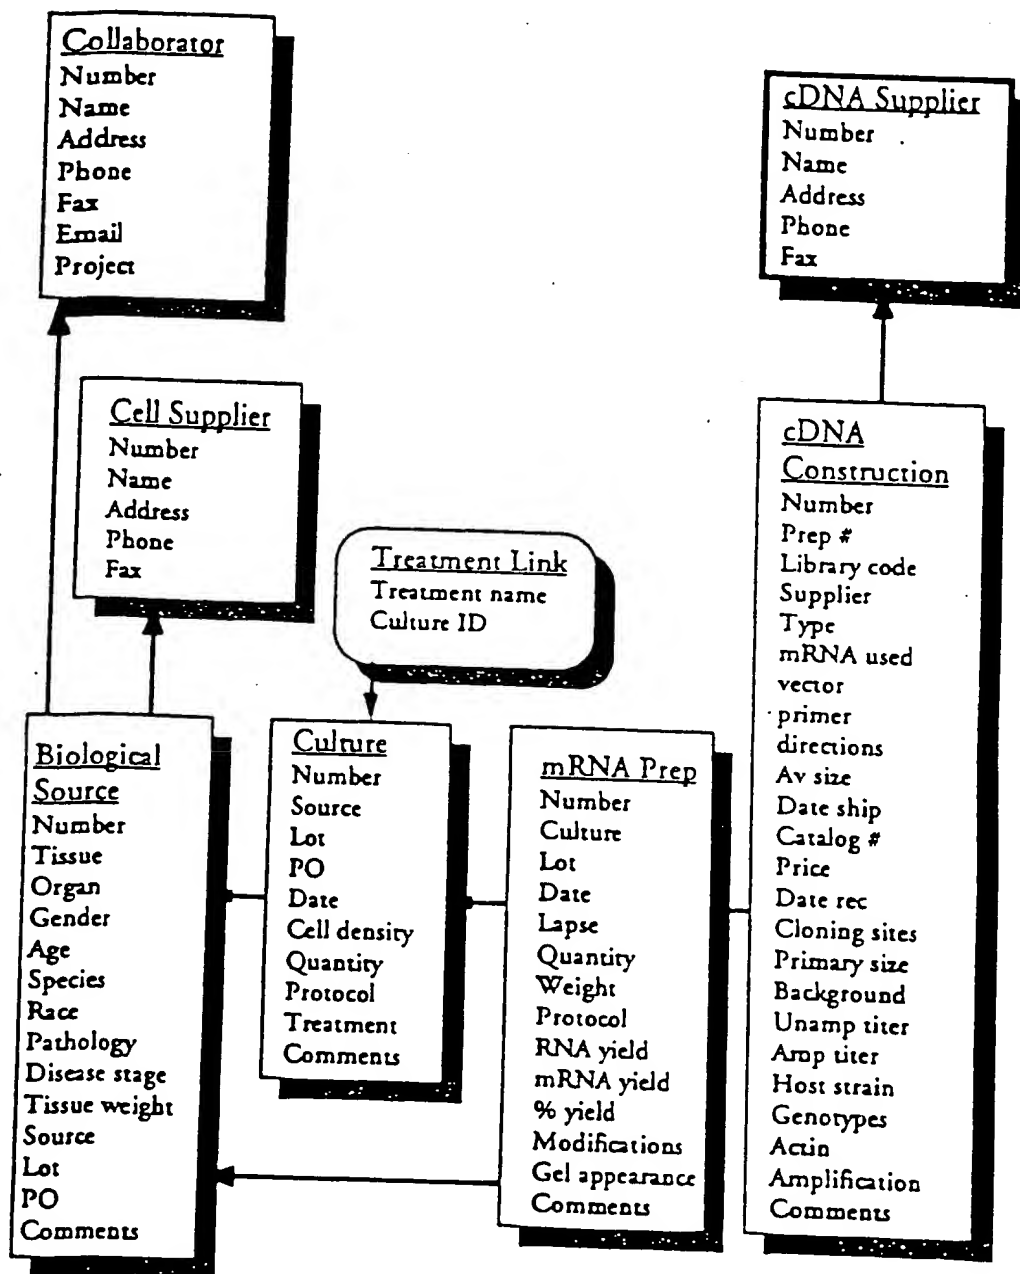 Collaborator
Number
Name
Address
Phone
Fax
Email
Project
cDNA Supplier
Number
Name
Address
Phone
Fax
Cell Supplier
Number
Name
Address
Phone
Fax
Treatment Link
Treatment name
Culture ID
Biological
Source
Number
Tissue
Organ
Gender
Age
Species
Race
Pathology
Disease stage
Tissue weight
Source
Lot
PO
Comments
Culture
Number
Source
Lot
PO
Date
Cell density
Quantity
Protocol
Treatment
Comments
mRNA Prep
Number
Culture
Lot
Date
Lapse
Quantity
Weight
Protocol
RNA yield
mRNA yield
% yield
Modifications
Gel appearance
Comments
cDNA
Construction
Number
Prep #
Library code
Supplier
Type
mRNA used
vector
primer
directions
Av size
Date ship
Catalog #
Price
Date rec
Cloning sites
Primary size
Background
Unamp titer
Amp titer
Host strain
Genotypes
Actin
Amplification
Comments